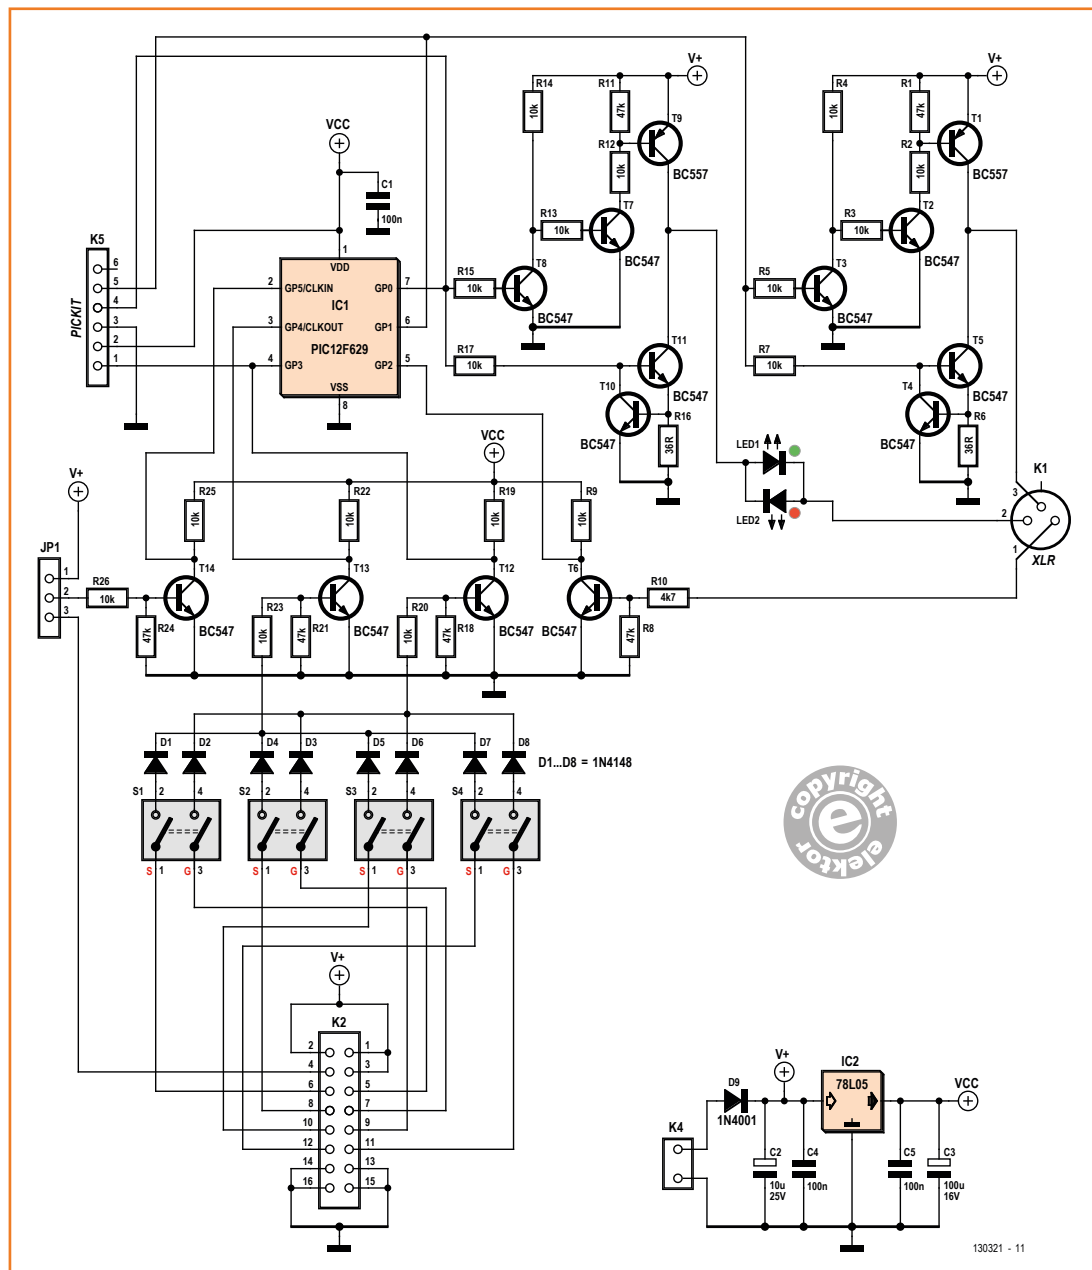 V+
V+
R14
10k
R11
47k
T9
R12
10k
BC557
R4
10k
R1
47k
T1
R2
10k
BC557
VCC
C1
100n
T7
R13
10k
BC547
T2
R3
10k
BC547
K5
6
5
4
3
2
1
PICKIT
1
VDD
2
GP5/CLKIN
GP0
7
IC1
3
GP4/CLKOUT
GP1
6
PIC12F629
4
GP3
GP2
5
VSS
8
R15
10k
T8
BC547
R5
10k
T3
BC547
R17
10k
T11
BC547
T10
BC547
R16
36R
R7
10k
T5
BC547
T4
BC547
R6
36R
LED1
LED2
K1
3
2
1
XLR
V+
VCC
R25
10k
R22
10k
R19
10k
R9
10k
JP1
1
2
3
R26
10k
T14
BC547
R24
47k
R23
10k
T13
BC547
R21
47k
R20
10k
T12
BC547
R18
47k
T6
BC547
R10
4k7
R8
47k
D1
D2
D4
D3
D5
D6
D7
D8
D1...D8 = 1N4148
S1
2
4
S2
2
4
S3
2
4
S4
2
4
S
1
G
3
S
1
G
3
S
1
G
3
S
1
G
3
copyright
e
elektor
V+
K2
2
1
4
3
6
5
8
7
10
9
12
11
14
13
16
15
V+
IC2
78L05
VCC
D9
1N4001
K4
C2
10u
25V
C4
100n
C5
100n
C3
100u
16V
130321 - 11